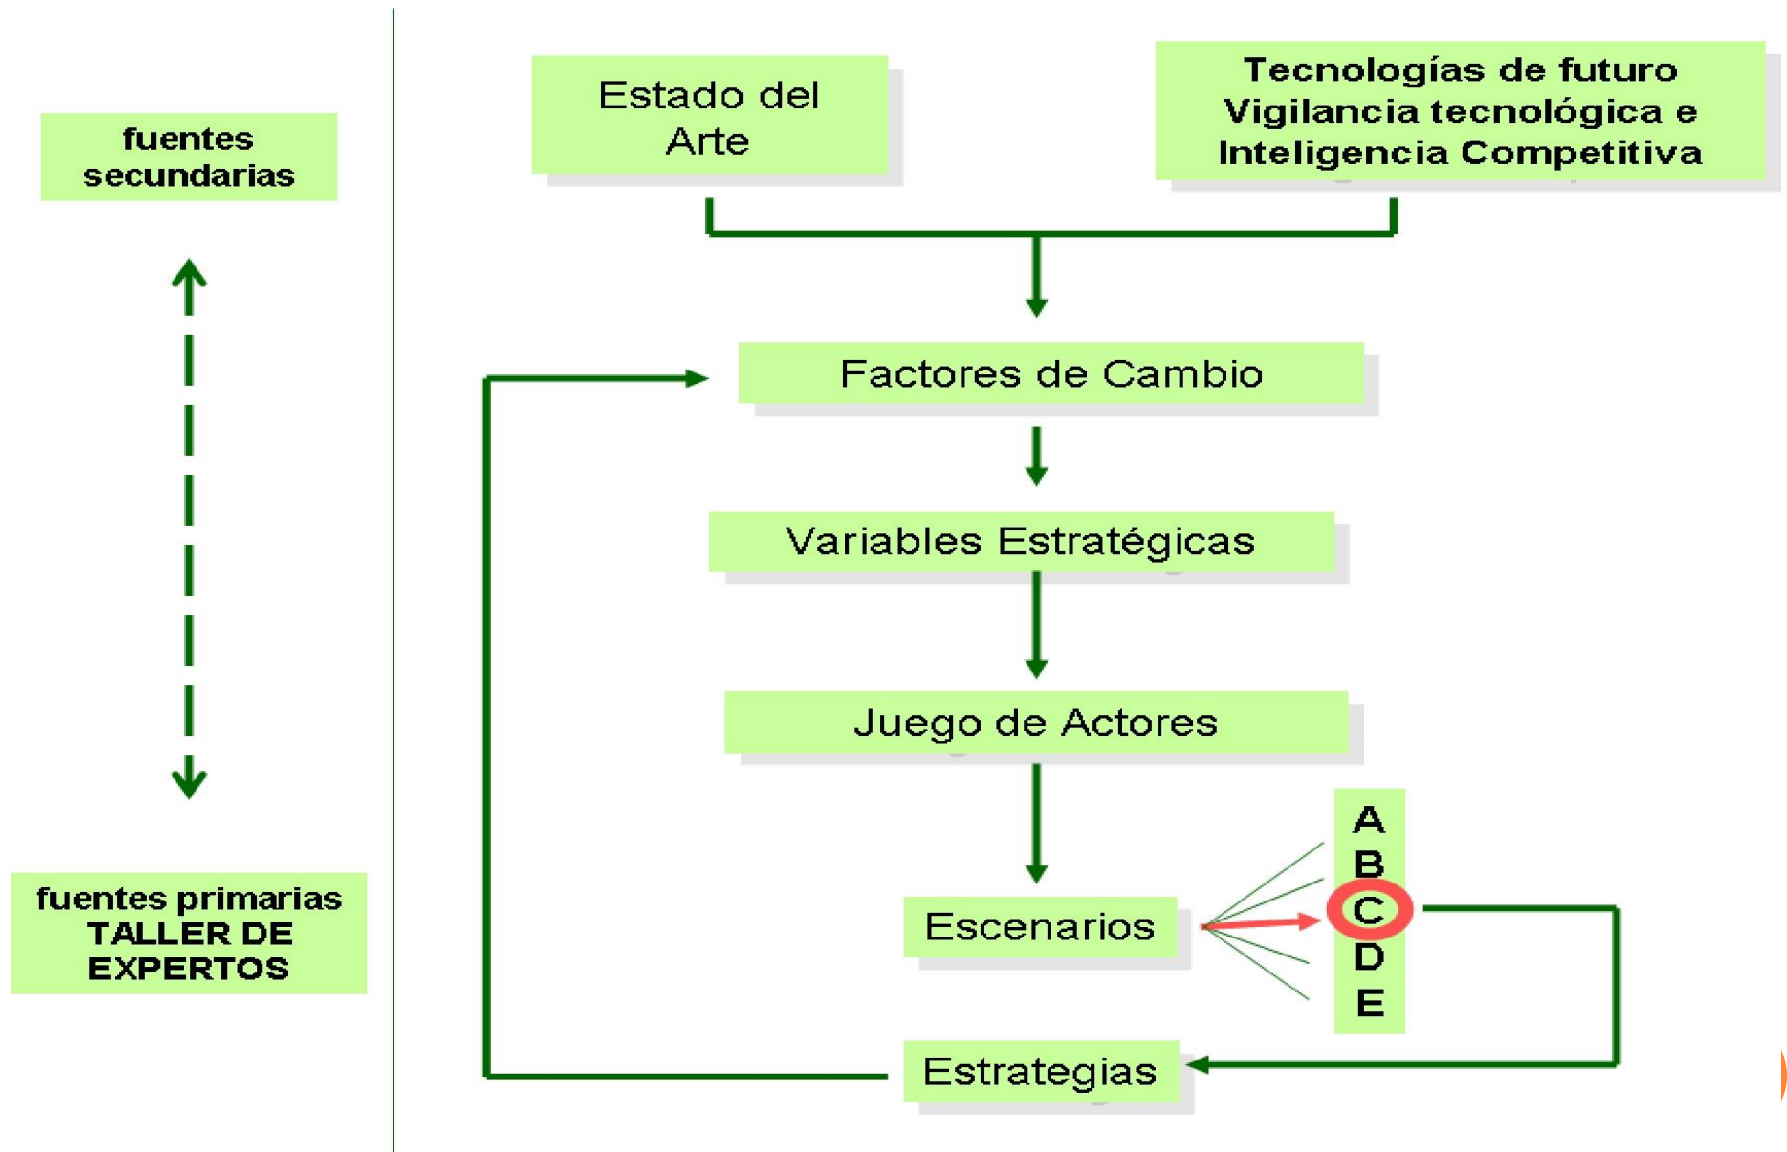 fuentes
secundarias
fuentes primarias
TALLER DE
EXPERTOS
Estado del
Arte
Tecnologías de futuro
Vigilancia tecnológica e
Inteligencia Competitiva
Factores de Cambio
Variables Estratégicas
Juego de Actores
Escenarios
A
B
C
D
E
Estrategias